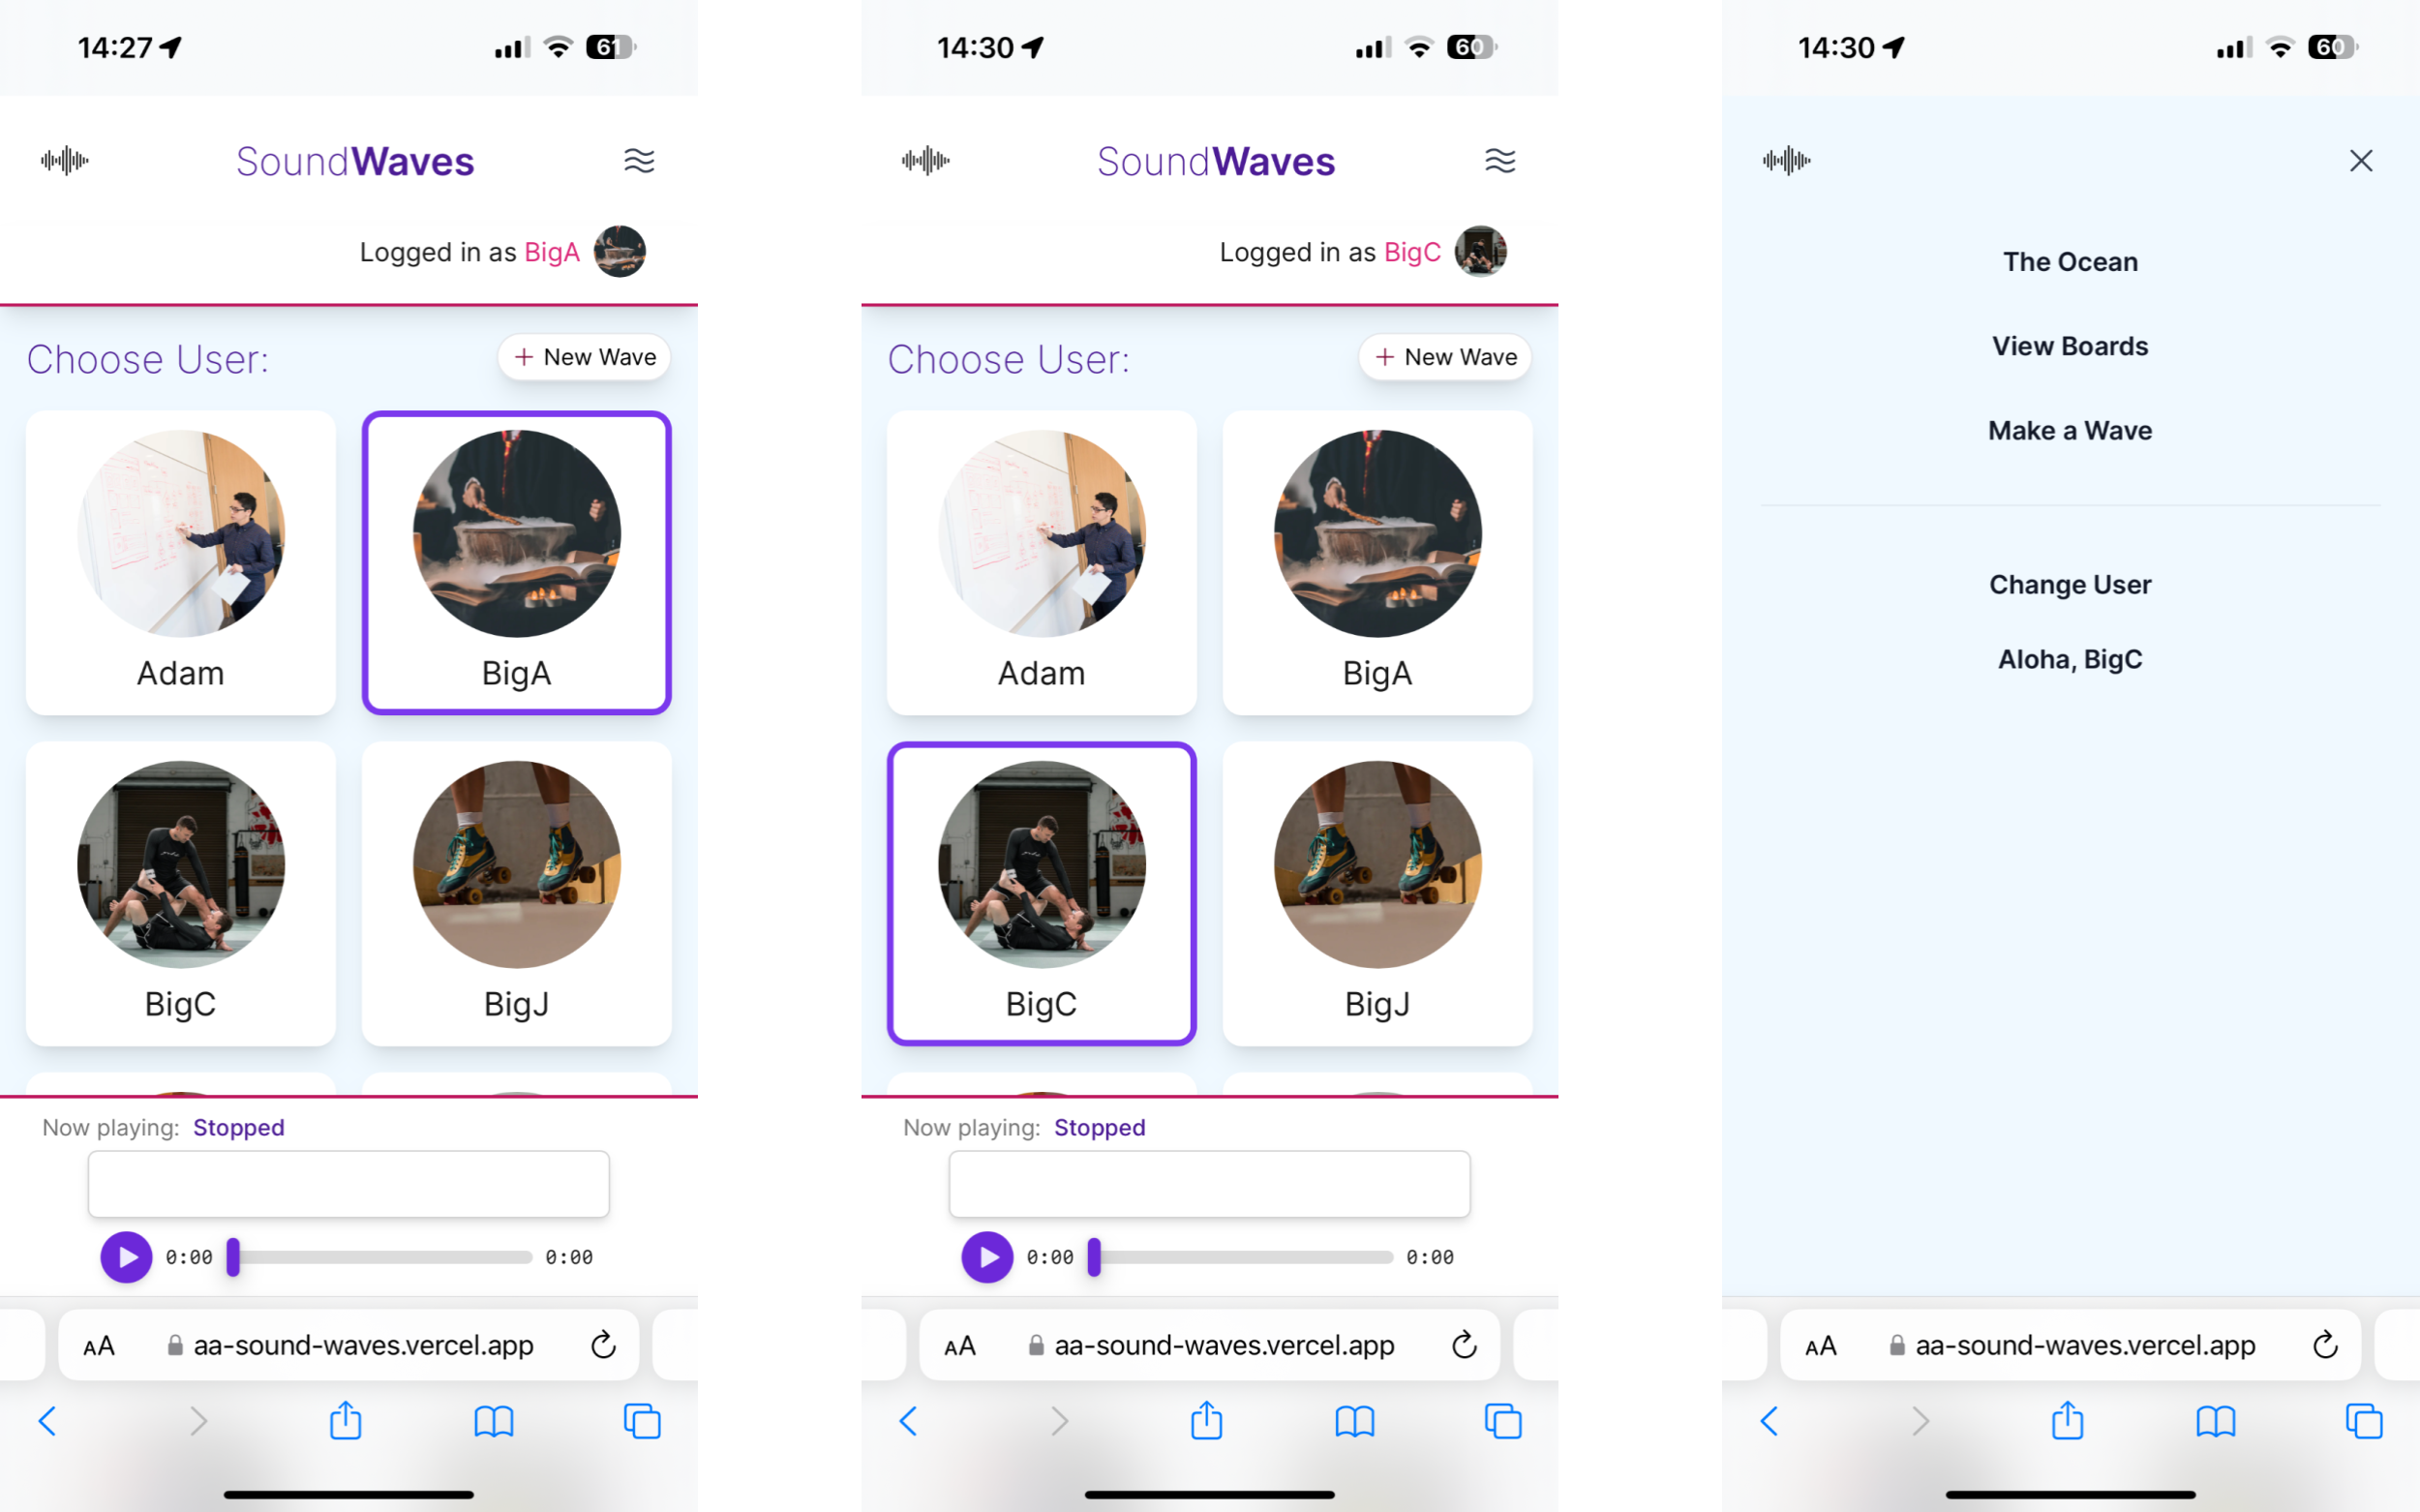 14:27
61
SoundWaves
Logged in as BigA
Choose User:
+ New Wave
Adam
BigA
BigC
BigJ
Now playing: Stopped
0:00
0:00
AA
aa-sound-waves.vercel.app
14:30
60
SoundWaves
Logged in as BigC
Choose User:
+ New Wave
Adam
BigA
BigC
BigJ
Now playing: Stopped
0:00
0:00
AA
aa-sound-waves.vercel.app
14:30
60
The Ocean
View Boards
Make a Wave
Change User
Aloha, BigC
AA
aa-sound-waves.vercel.app